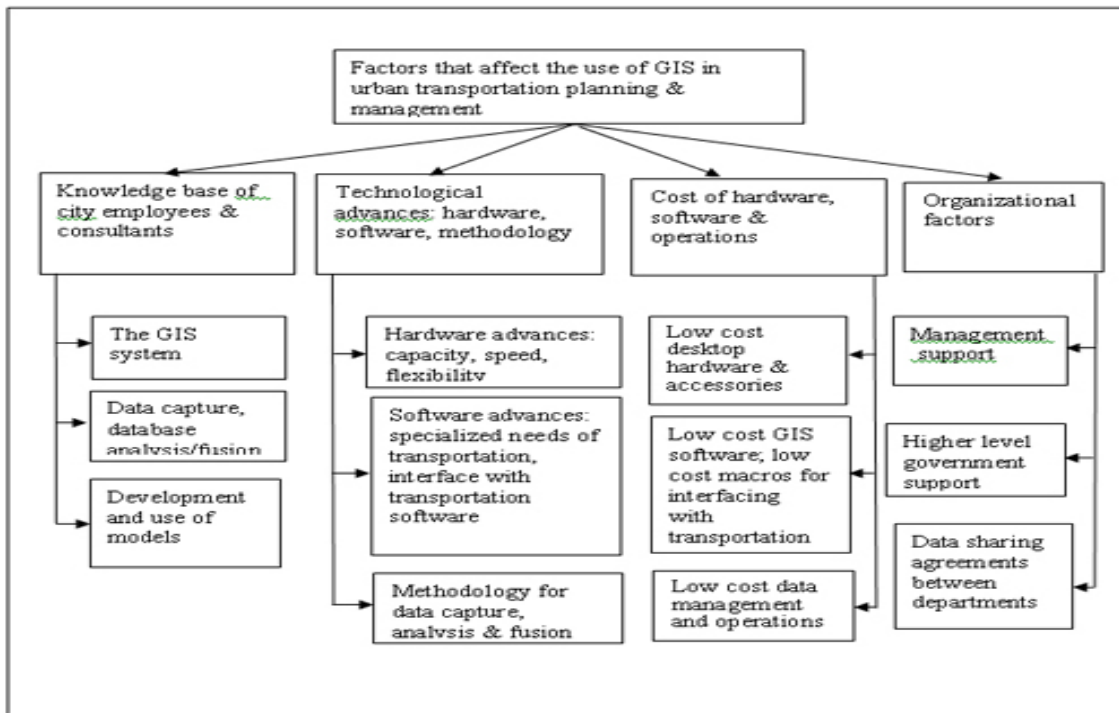 Factors that affect the use of GIS in
urban transportation planning &
management
Knowledge base of
city employees &
consultants
Technological
advances: hardware,
software, methodology
Cost of hardware,
software &
operations
Organizational
factors
The GIS
system
Data capture,
database
analysis/fusion
Development
and use of
models
Hardware advances:
capacity, speed,
flexibility
Software advances:
specialized needs of
transportation,
interface with
transportation
software
Methodology for
data capture,
analysis & fusion
Low cost
desktop
hardware &
accessories
Low cost GIS
software; low
cost macros for
interfacing
with
transportation
Low cost data
management
and operations
Management
support
Higher level
government
support
Data sharing
agreements
between
departments